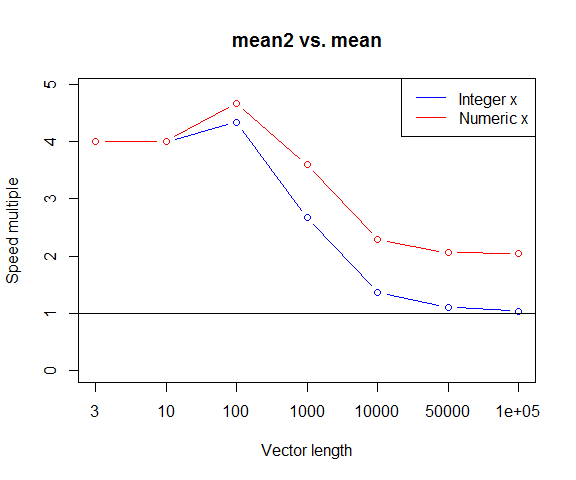 mean2 vs. mean
Integer x
Numeric x
5
4
3
2
1
0
Speed multiple
3 10 100 1000 10000 50000 1e+05
Vector length